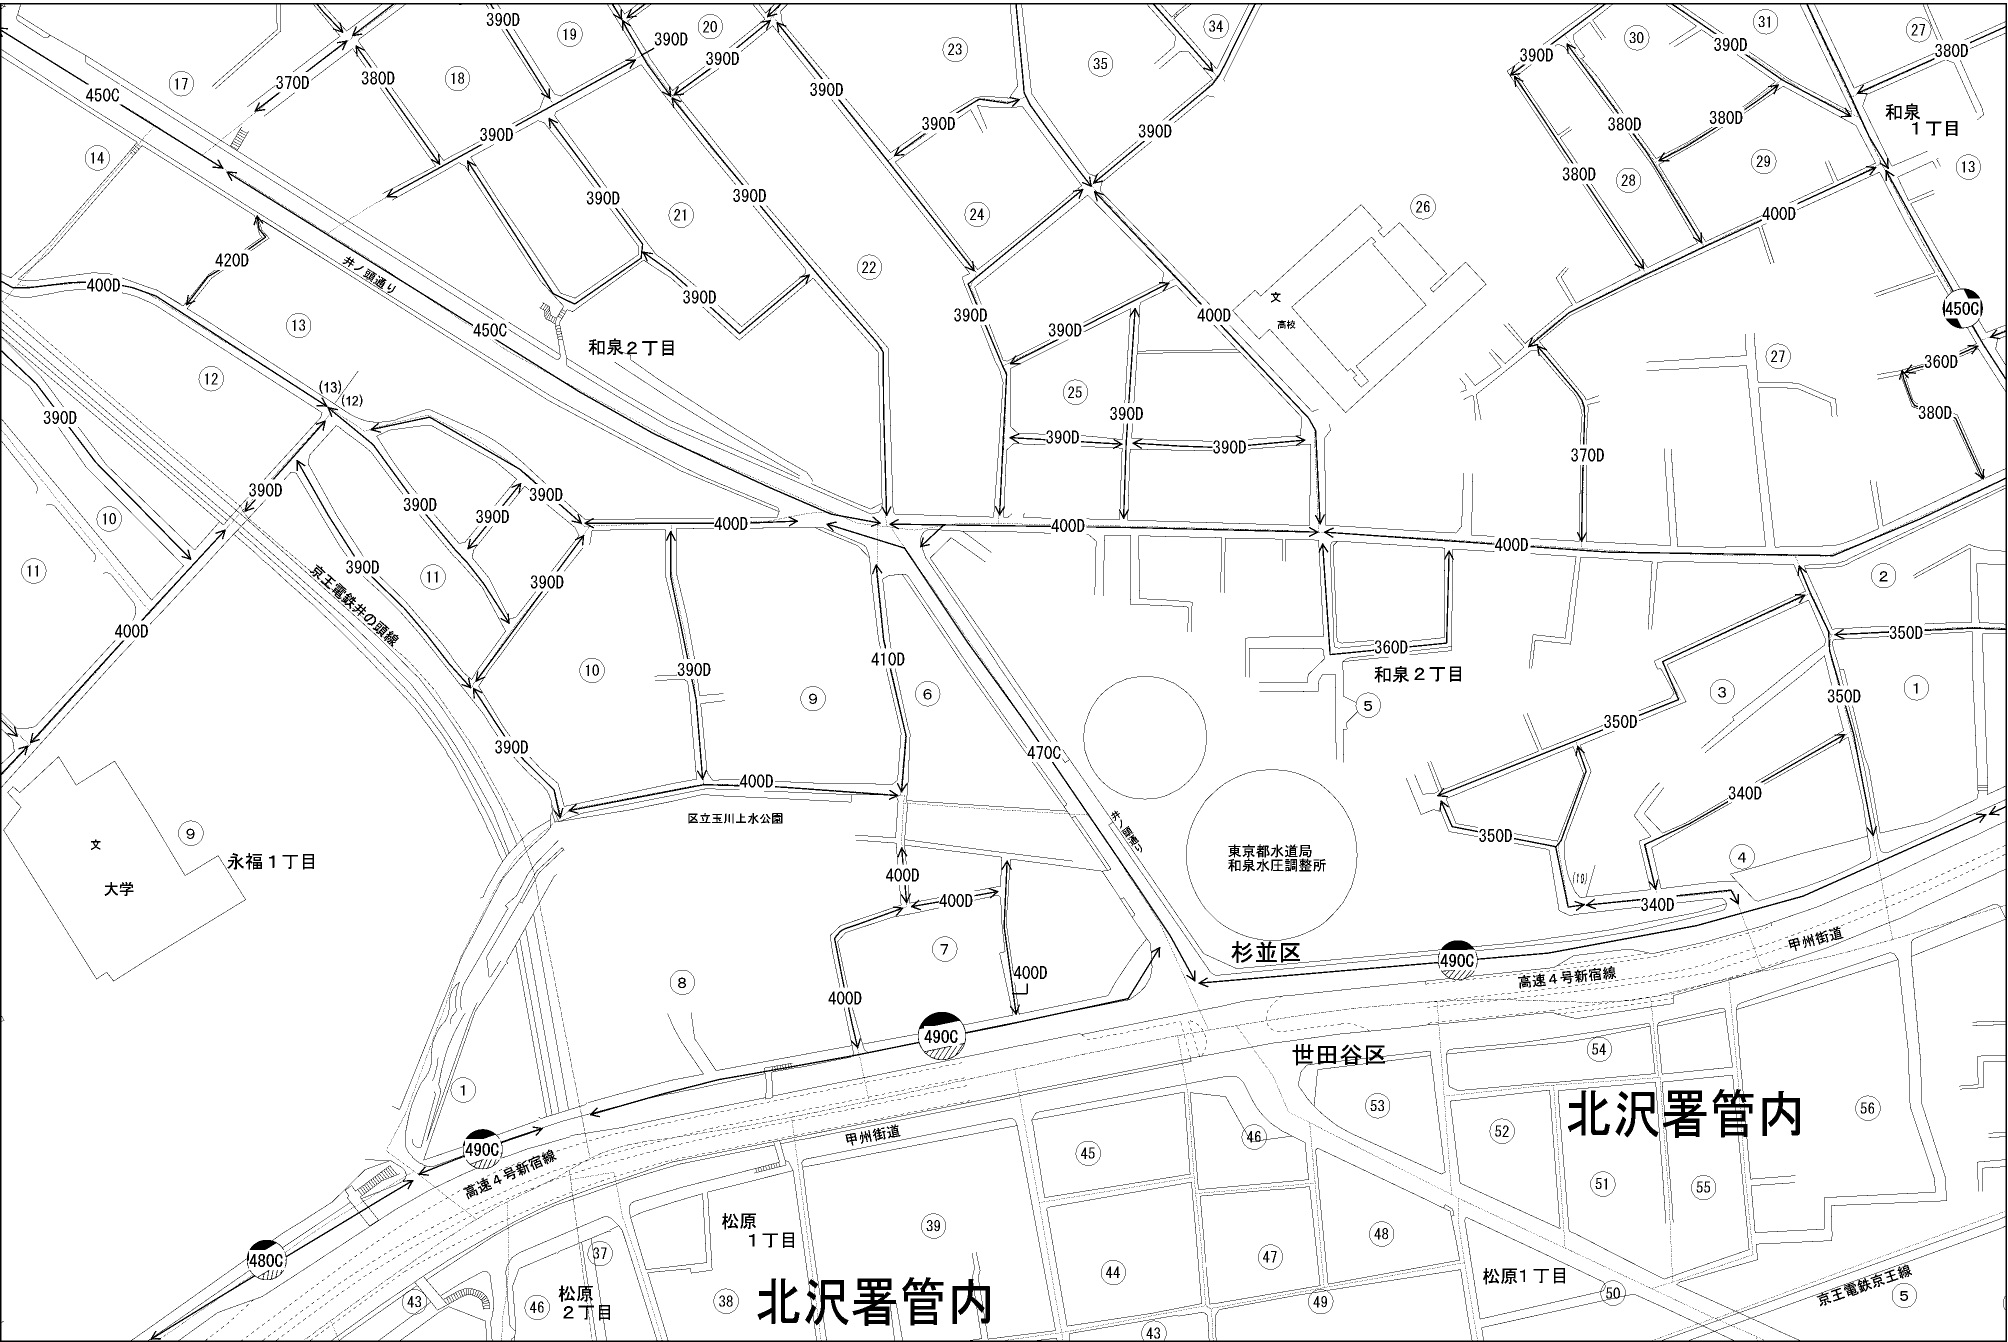 390D
19
20
390D
390D
23
34
35
31
30
27
390D
390D
380D
17
450C
370D
380D
18
390D
390D
390D
390D
380D
380D
和泉
1丁目
14
390D
390D
390D
21
24
26
380D
28
29
13
400D
420D
井ノ頭通り
22
400D
13
390D
390D
400D
文
高校
450C
450C
390D
和泉2丁目
12
(13)
(12)
25
27
360D
390D
390D
380D
390D
390D
370D
390D
390D
390D
10
390D
400D
400D
400D
11
390D
京王電鉄井の頭線
11
390D
2
400D
390D
10
410D
9
6
360D
和泉2丁目
350D
3
1
350D
5
350D
390D
470C
400D
区立玉川上水公園
340D
井ノ頭通り
文
大学
9
永福1丁目
350D
東京都水道局
和泉水圧調整所
4
(10)
400D
400D
340D
7
杉並区
甲州街道
400D
400D
8
490C
高速4号新宿線
490C
世田谷区
54
1
53
52
北沢署管内
56
490C
甲州街道
46
45
高速4号新宿線
51
55
松原
1丁目
39
48
480C
37
47
44
松原1丁目
松原
2丁目
43
46
38
北沢署管内
49
50
京王電鉄京王線
5
43